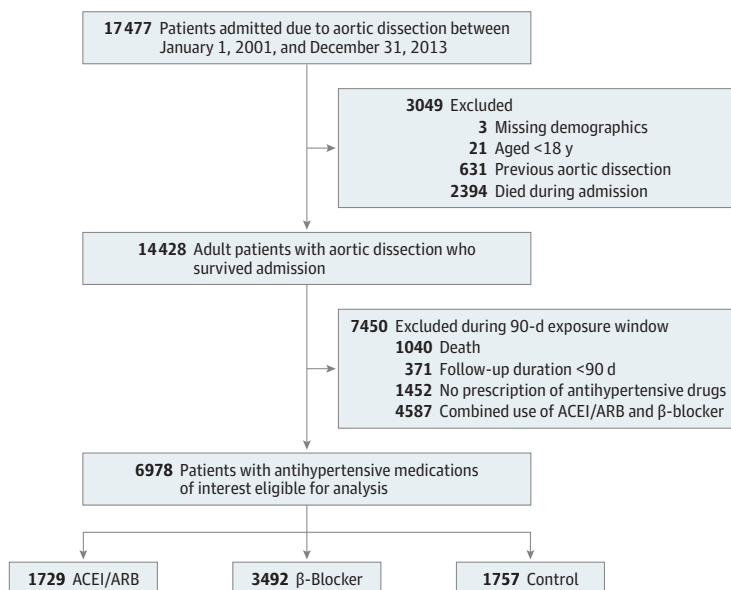 17 477 Patients admitted due to aortic dissection between
January 1, 2001, and December 31, 2013
3049 Excluded
3 Missing demographics
21 Aged <18 y
631 Previous aortic dissection
2394 Died during admission
14 428 Adult patients with aortic dissection who
survived admission
7450 Excluded during 90-d exposure window
1040 Death
371 Follow-up duration <90 d
1452 No prescription of antihypertensive drugs
4587 Combined use of ACEI/ARB and β-blocker
6978 Patients with antihypertensive medications
of interest eligible for analysis
1729 ACEI/ARB
3492 β-Blocker
1757 Control